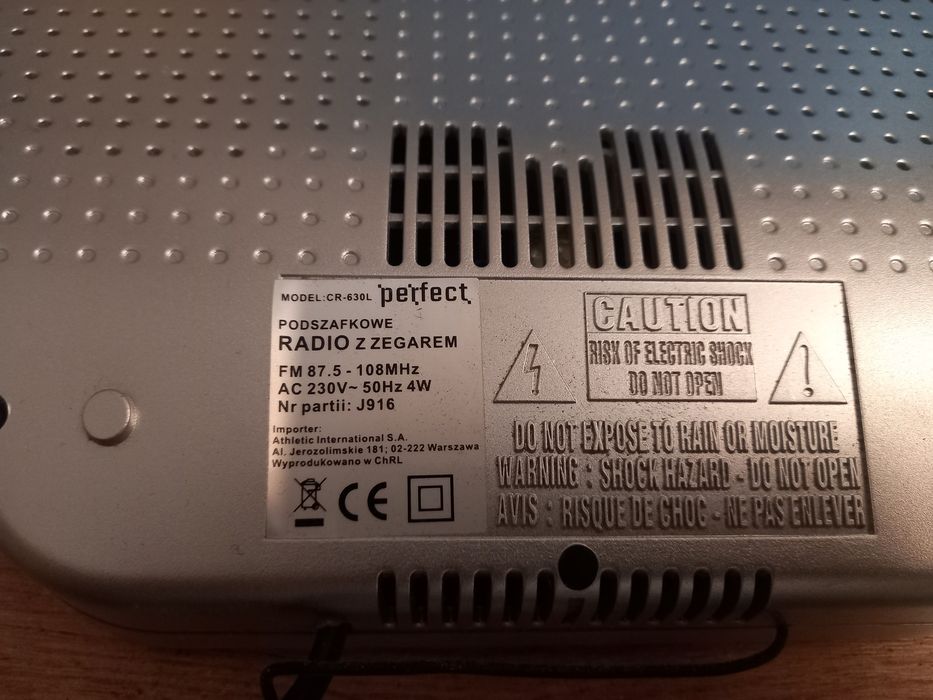 MODEL:CR-630L perfect
PODSZAFKOWE
RADIO Z ZEGAREM
FM 87.5 - 108MHz
AC 230V~ 50Hz 4W
Nr partii: J916
Importer:
Athletic International S.A.
Al. Jerozolimskie 181; 02-222 Warszawa
Wyprodukowano w ChRL
CE
CAUTION
RISK OF ELECTRIC SHOCK
DO NOT OPEN
DO NOT EXPOSE TO RAIN OR MOISTURE
WARNING : SHOCK HAZARD - DO NOT OPEN
AVIS : RISQUE DE CHOC - NE PAS ENLEVER